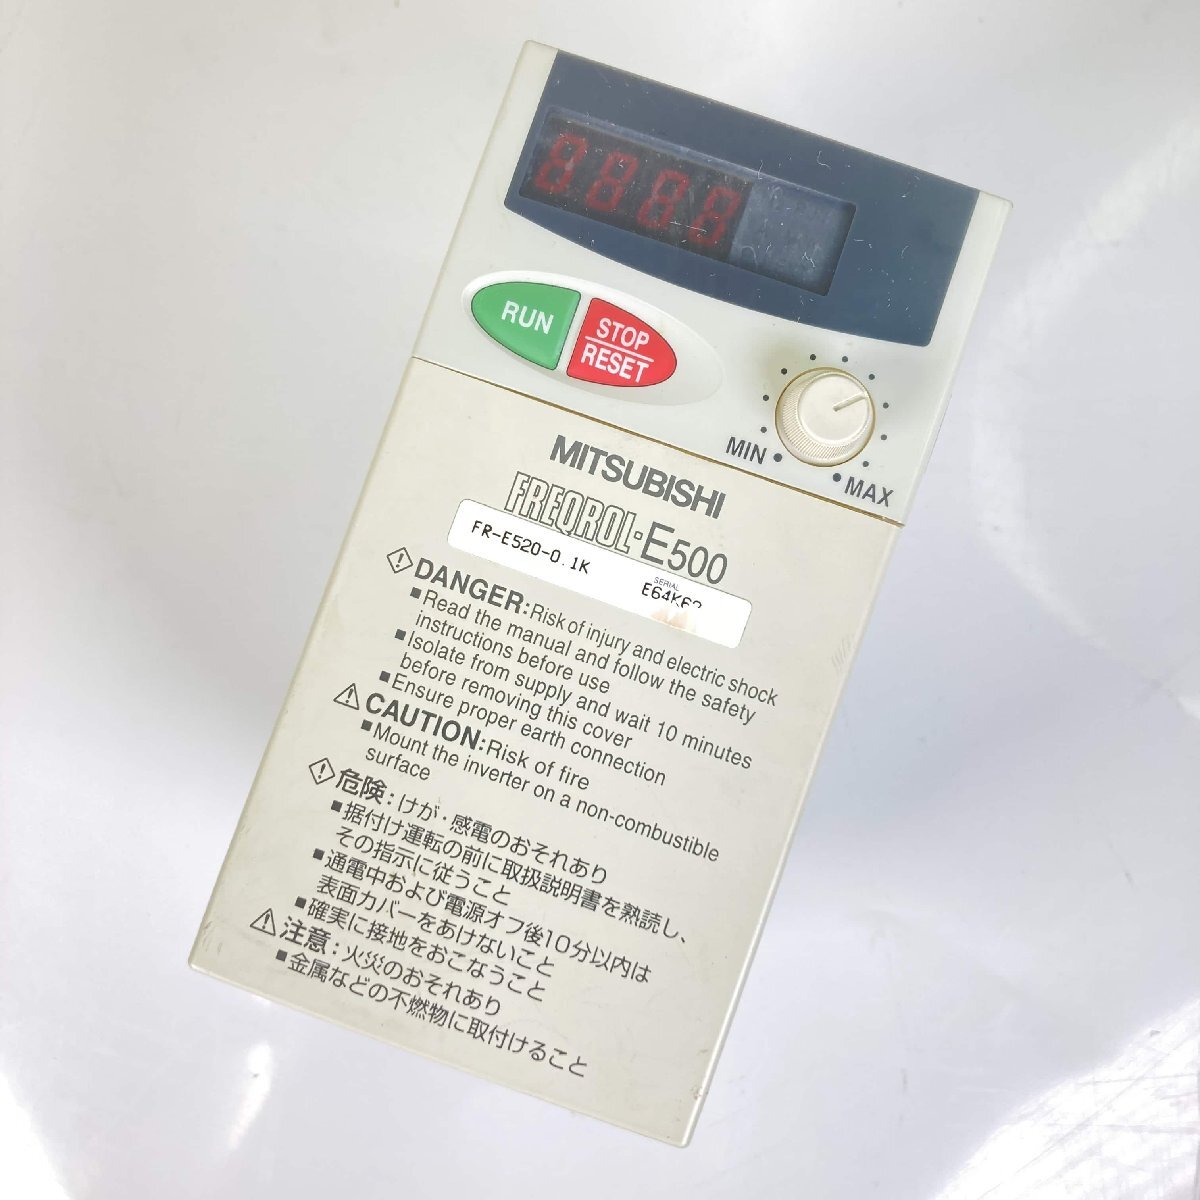 8888
RUN
STOP
RESET
MIN
MAX
MITSUBISHI
FREQROL-E500
FR-E520-0.1K
SERIAL
DANGER:Risk of injury and electric shock
■Read the manual and follow the safety
instructions before use
■Isolate from supply and wait 10 minutes
before removing this cover
■Ensure proper earth connection
CAUTION:Risk of fire
■Mount the inverter on a non-combustible
surface
危険:けが・感電のおそれあり
■据付け運転の前に取扱説明書を熟読し、
その指示に従うこと
■通電中および電源オフ後10分以内は
表面カバーをあけないこと
■確実に接地をおこなうこと
注意:火災のおそれあり
■金属などの不燃物に取付けること